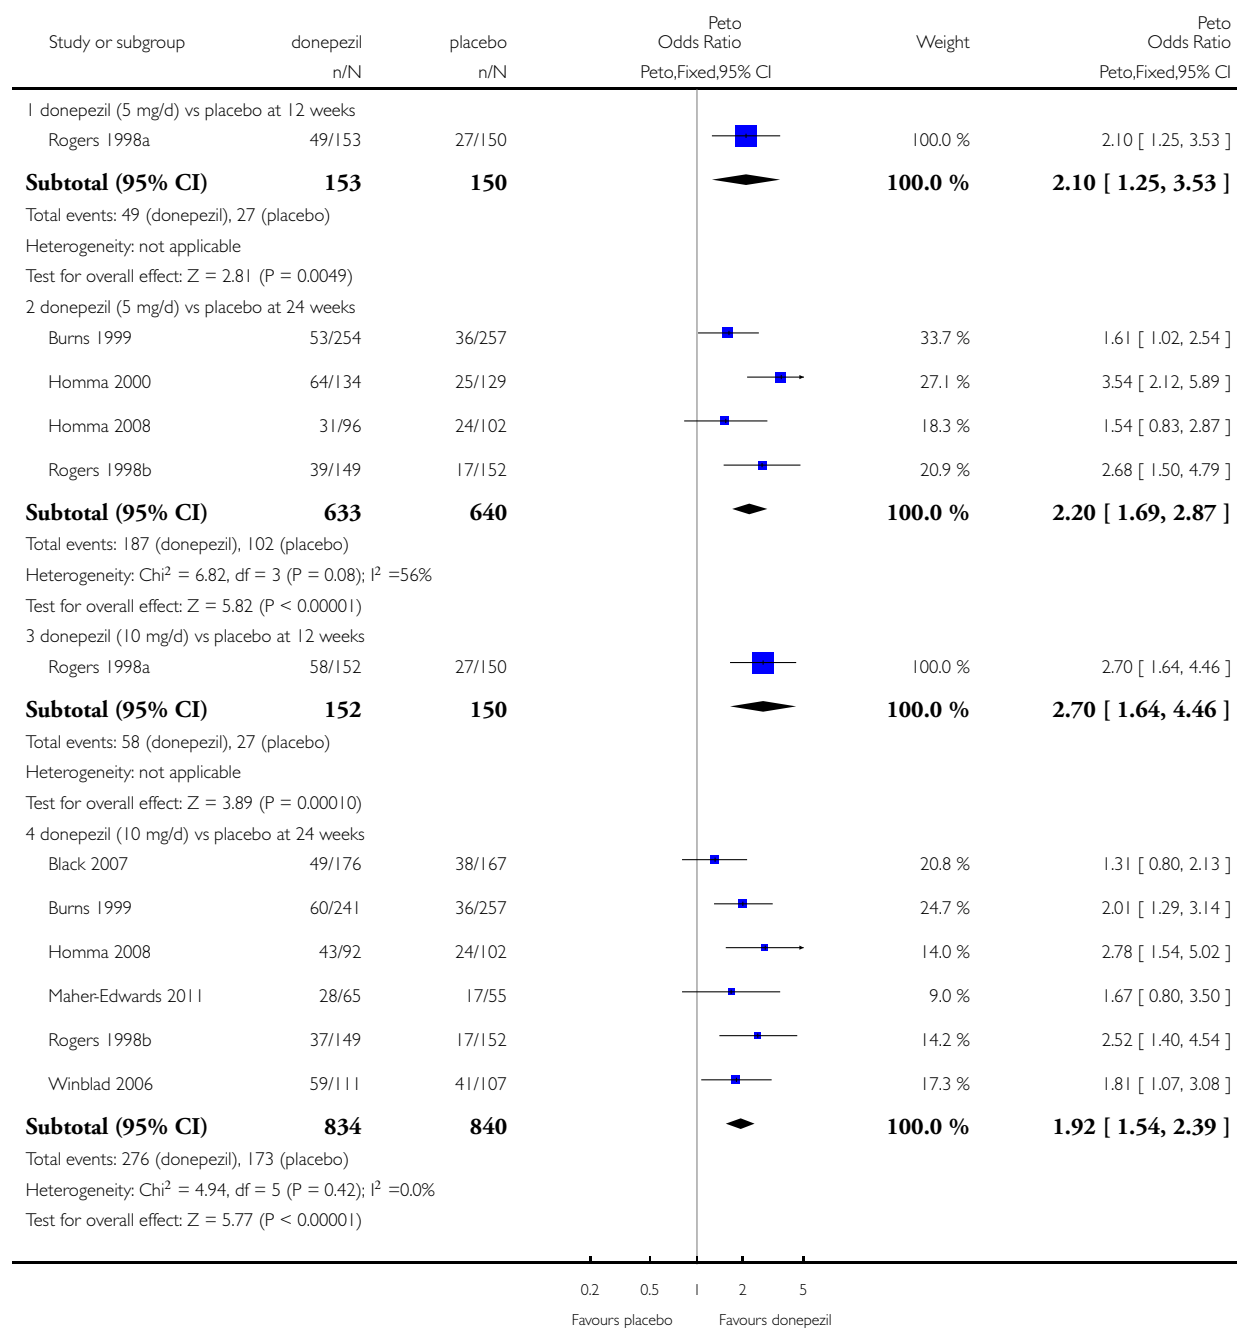 Study or subgroup donepezil placebo Peto Odds Ratio Weight Peto Odds Ratio
n/N n/N Peto,Fixed,95% CI Peto,Fixed,95% CI
1 donepezil (5 mg/d) vs placebo at 12 weeks
Rogers 1998a 49/153 27/150 100.0 % 2.10 [ 1.25, 3.53 ]
Subtotal (95% CI) 153 150 100.0 % 2.10 [ 1.25, 3.53 ]
Total events: 49 (donepezil), 27 (placebo)
Heterogeneity: not applicable
Test for overall effect: Z = 2.81 (P = 0.0049)
2 donepezil (5 mg/d) vs placebo at 24 weeks
Burns 1999 53/254 36/257 33.7 % 1.61 [ 1.02, 2.54 ]
Homma 2000 64/134 25/129 27.1 % 3.54 [ 2.12, 5.89 ]
Homma 2008 31/96 24/102 18.3 % 1.54 [ 0.83, 2.87 ]
Rogers 1998b 39/149 17/152 20.9 % 2.68 [ 1.50, 4.79 ]
Subtotal (95% CI) 633 640 100.0 % 2.20 [ 1.69, 2.87 ]
Total events: 187 (donepezil), 102 (placebo)
Heterogeneity: Chi² = 6.82, df = 3 (P = 0.08); I² =56%
Test for overall effect: Z = 5.82 (P < 0.00001)
3 donepezil (10 mg/d) vs placebo at 12 weeks
Rogers 1998a 58/152 27/150 100.0 % 2.70 [ 1.64, 4.46 ]
Subtotal (95% CI) 152 150 100.0 % 2.70 [ 1.64, 4.46 ]
Total events: 58 (donepezil), 27 (placebo)
Heterogeneity: not applicable
Test for overall effect: Z = 3.89 (P = 0.00010)
4 donepezil (10 mg/d) vs placebo at 24 weeks
Black 2007 49/176 38/167 20.8 % 1.31 [ 0.80, 2.13 ]
Burns 1999 60/241 36/257 24.7 % 2.01 [ 1.29, 3.14 ]
Homma 2008 43/92 24/102 14.0 % 2.78 [ 1.54, 5.02 ]
Maher-Edwards 2011 28/65 17/55 9.0 % 1.67 [ 0.80, 3.50 ]
Rogers 1998b 37/149 17/152 14.2 % 2.52 [ 1.40, 4.54 ]
Winblad 2006 59/111 41/107 17.3 % 1.81 [ 1.07, 3.08 ]
Subtotal (95% CI) 834 840 100.0 % 1.92 [ 1.54, 2.39 ]
Total events: 276 (donepezil), 173 (placebo)
Heterogeneity: Chi² = 4.94, df = 5 (P = 0.42); I² =0.0%
Test for overall effect: Z = 5.77 (P < 0.00001)
0.2 0.5 1 2 5
Favours placebo Favours donepezil